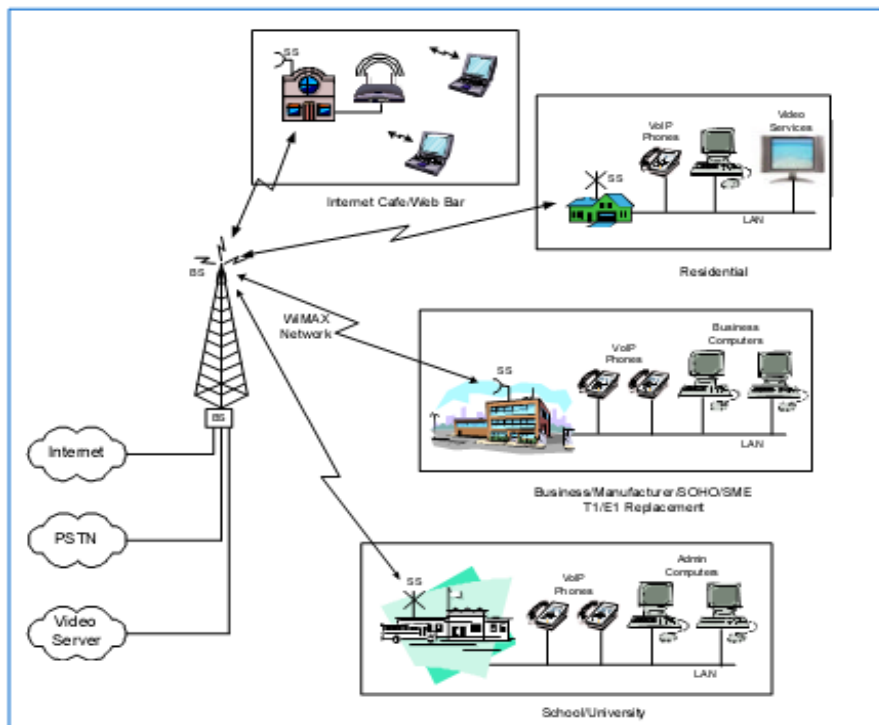 SS
Internet Cafe/Web Bar
VoIP
Phones
Video
Services
SS
LAN
Residential
BS
WiMAX
Network
SS
VoIP
Phones
Business
Computers
LAN
Business/Manufacturer/SOHO/SME
T1/E1 Replacement
BS
Internet
PSTN
Video
Server
SS
VoIP
Phones
Admin
Computers
LAN
School/University